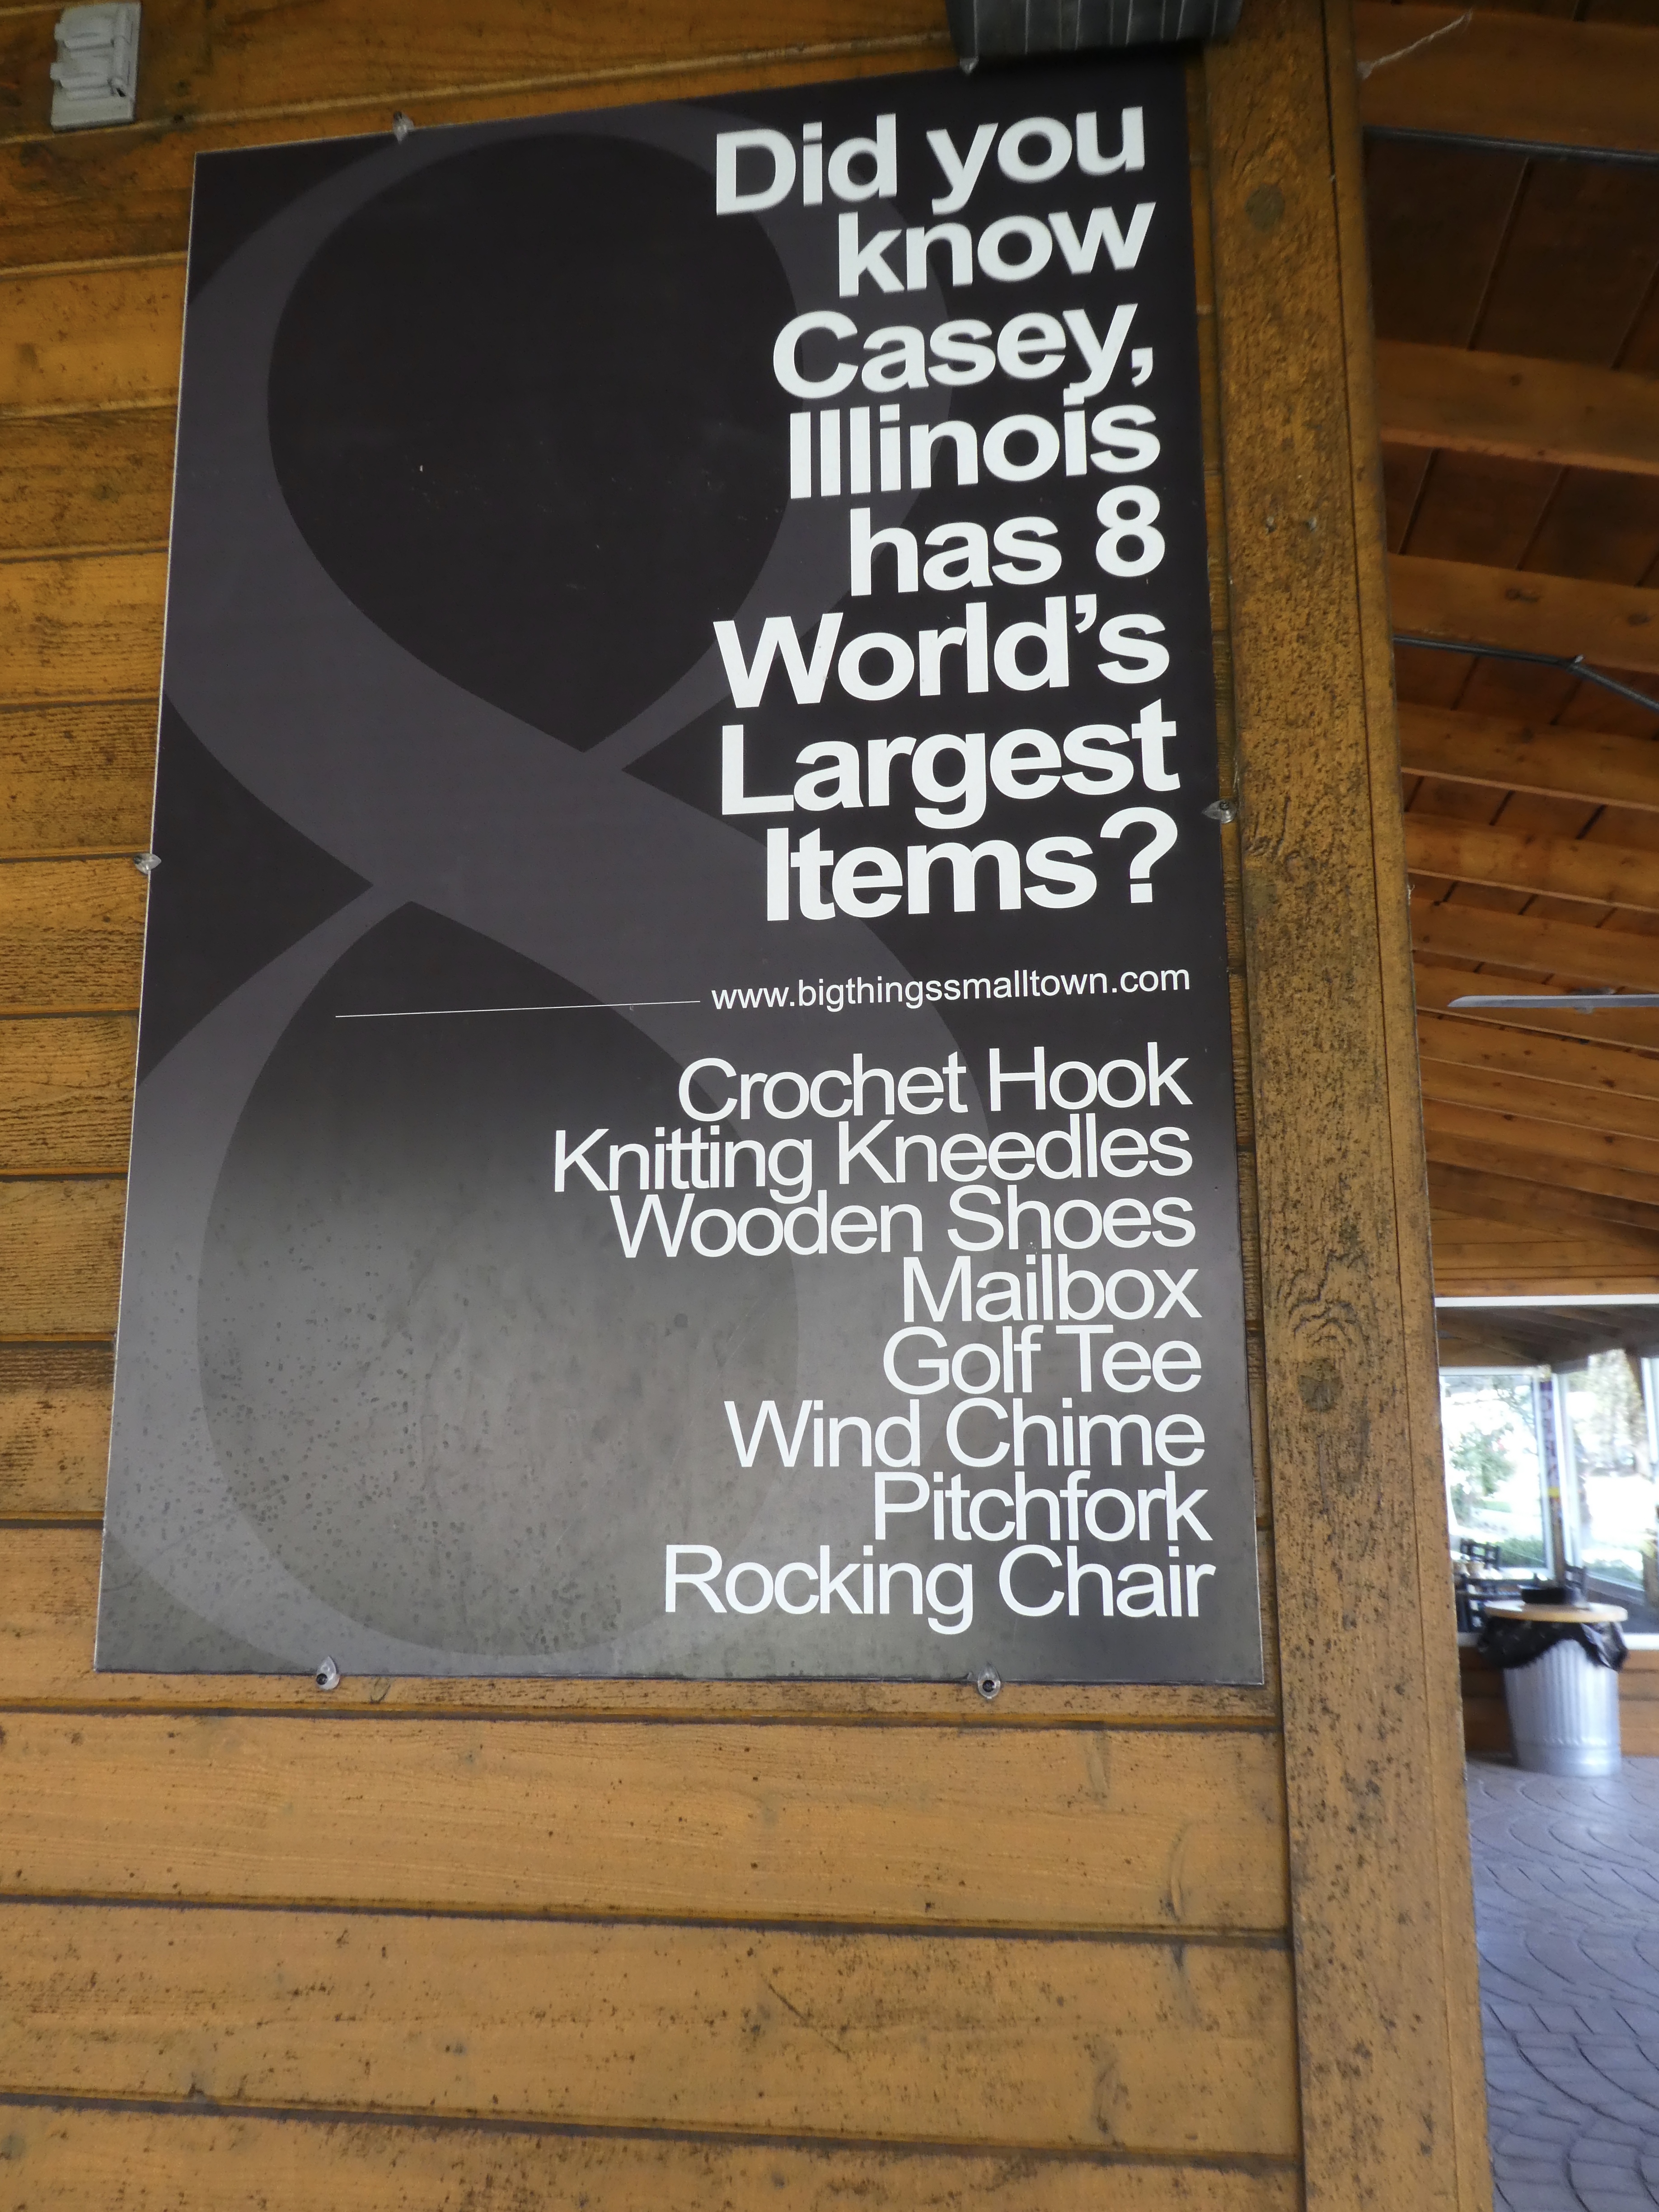 Did you
know
Casey,
Illinois
has 8
World's
Largest
Items?
www.bigthingssmalltown.com
Crochet Hook
Knitting Kneedles
Wooden Shoes
Mailbox
Golf Tee
Wind Chime
Pitchfork
Rocking Chair